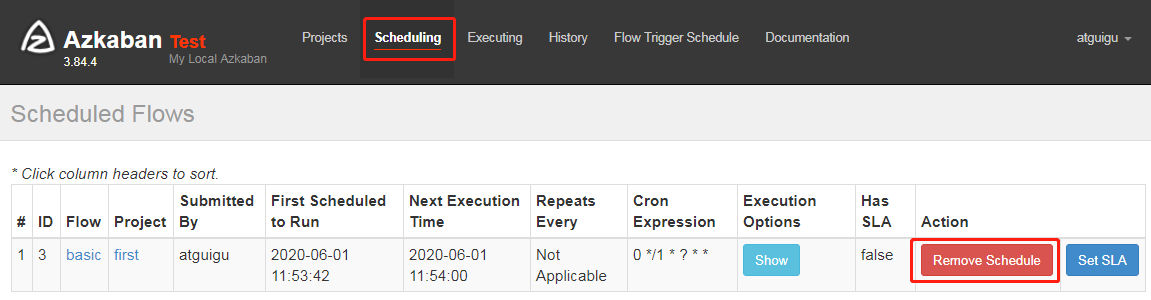 Azkaban Test
3.84.4
My Local Azkaban
Projects Scheduling Executing History Flow Trigger Schedule Documentation atguigu
Scheduled Flows
* Click column headers to sort.
# ID Flow Project Submitted By First Scheduled to Run Next Execution Time Repeats Every Cron Expression Execution Options Has SLA Action
1 3 basic first atguigu 2020-06-01 11:53:42 2020-06-01 11:54:00 Not Applicable 0 */1 * ? * * Show false Remove Schedule Set SLA